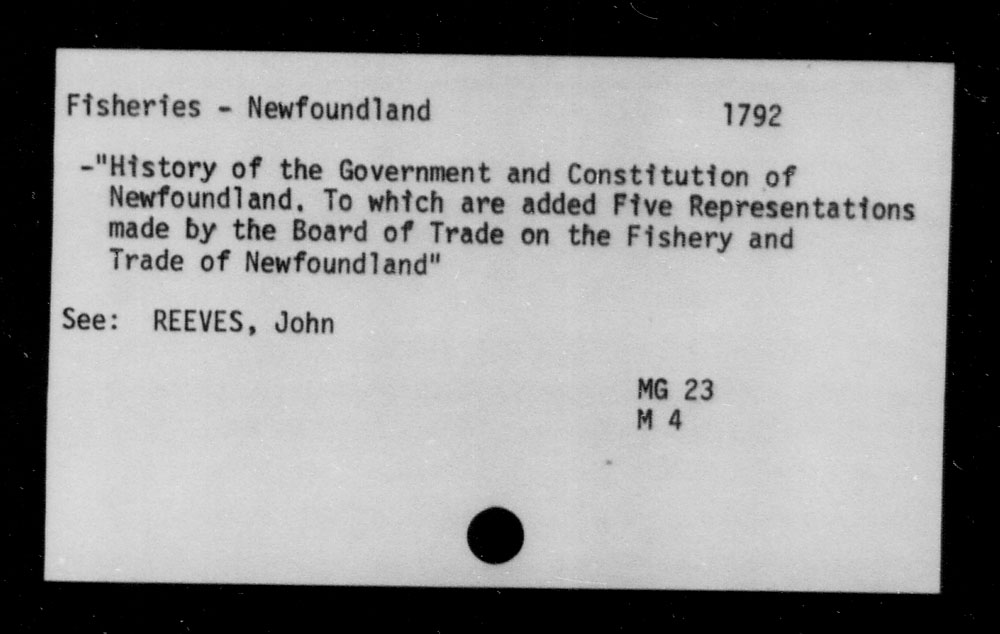 Fisheries - Newfoundland 1792
-"History of the Government and Constitution of
Newfoundland. To which are added Five Representations
made by the Board of Trade on the Fishery and
Trade of Newfoundland"
See: REEVES, John
MG 23
M 4